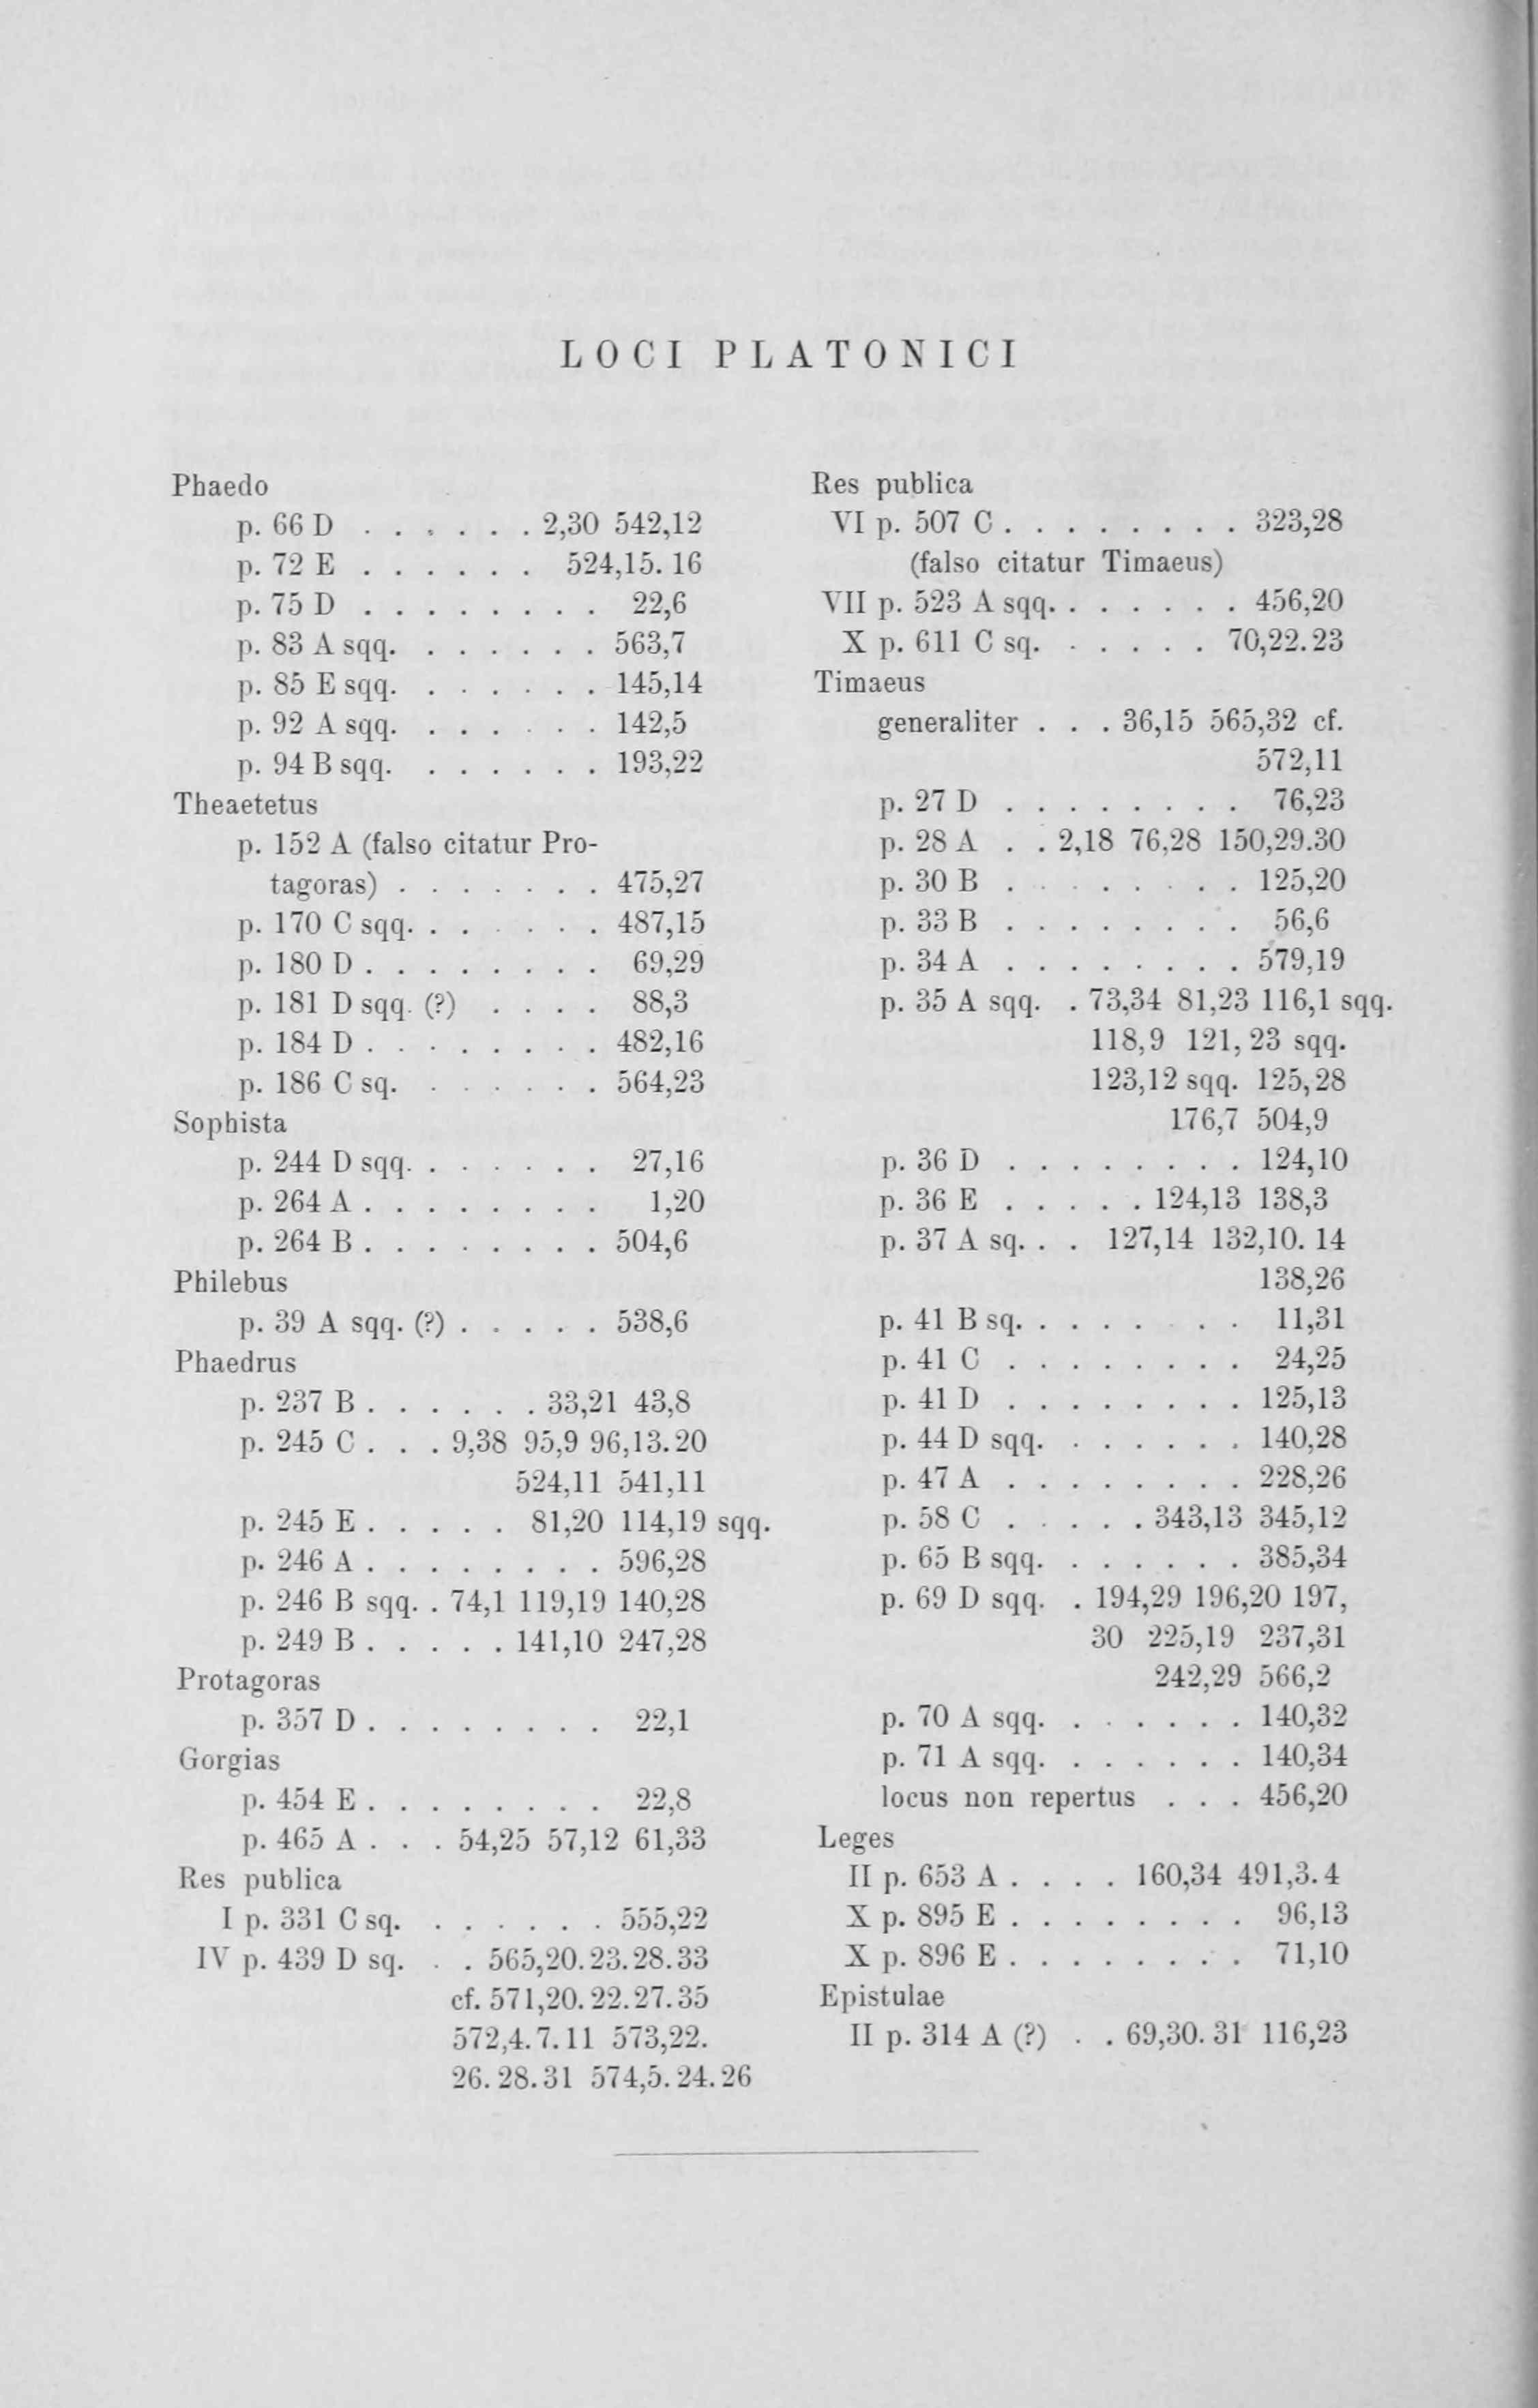 LOCI PLATONICI
Phaedo
p. 66 D . . . . . . 2,30 542,12
p. 72 E . . . . . . 524,15. 16
p. 75 D . . . . . . . . 22,6
p. 83 A sqq. . . . . . . 563,7
p. 85 E sqq. . . . . . . 145,14
p. 92 A sqq. . . . . . . 142,5
p. 94 B sqq. . . . . . . 193,22
Theaetetus
p. 152 A (falso citatur Pro-
tagoras) . . . . . . . 475,27
p. 170 C sqq. . . . . . . 487,15
p. 180 D . . . . . . . . 69,29
p. 181 D sqq. (?) . . . . 88,3
p. 184 D . . . . . . . . 482,16
p. 186 C sq. . . . . . . 564,23
Sophista
p. 244 D sqq. . . . . . . 27,16
p. 264 A . . . . . . . . 1,20
p. 264 B . . . . . . . . 504,6
Philebus
p. 39 A sqq. (?) . . . . . 538,6
Phaedrus
p. 237 B . . . . . . 33,21 43,8
p. 245 C . . . 9,38 95,9 96,13. 20
524,11 541,11
p. 245 E . . . . . 81,20 114,19 sqq.
p. 246 A . . . . . . . . 596,28
p. 246 B sqq. . 74,1 119,19 140,28
p. 249 B . . . . . 141,10 247,28
Protagoras
p. 357 D . . . . . . . . 22,1
Gorgias
p. 454 E . . . . . . . . 22,8
p. 465 A . . . 54,25 57,12 61,33
Res publica
I p. 331 C sq. . . . . . . 555,22
IV p. 439 D sq. . . 565,20. 23. 28. 33
cf. 571,20. 22. 27. 35
572,4. 7. 11 573,22.
26. 28. 31 574,5. 24. 26
Res publica
VI p. 507 C . . . . . . . . 323,28
(falso citatur Timaeus)
VII p. 523 A sqq. . . . . . . 456,20
X p. 611 C sq. . . . . . 70,22. 23
Timaeus
generaliter . . . 36,15 565,32 cf.
572,11
p. 27 D . . . . . . . . 76,23
p. 28 A . . 2,18 76,28 150,29.30
p. 30 B . . . . . . . . 125,20
p. 33 B . . . . . . . . 56,6
p. 34 A . . . . . . . . 579,19
p. 35 A sqq. . 73,34 81,23 116,1 sqq.
118,9 121, 23 sqq.
123,12 sqq. 125,28
176,7 504,9
p. 36 D . . . . . . . . 124,10
p. 36 E . . . . . 124,13 138,3
p. 37 A sq. . . 127,14 132,10. 14
138,26
p. 41 B sq. . . . . . . . 11,31
p. 41 C . . . . . . . . 24,25
p. 41 D . . . . . . . . 125,13
p. 44 D sqq. . . . . . . 140,28
p. 47 A . . . . . . . . 228,26
p. 58 C . . . . . 343,13 345,12
p. 65 B sqq. . . . . . . 385,34
p. 69 D sqq. . 194,29 196,20 197,
30 225,19 237,31
242,29 566,2
p. 70 A sqq. . . . . . . 140,32
p. 71 A sqq. . . . . . . 140,34
locus non repertus . . . 456,20
Leges
II p. 653 A . . . . 160,34 491,3. 4
X p. 895 E . . . . . . . . 96,13
X p. 896 E . . . . . . . . 71,10
Epistulae
II p. 314 A (?) . . 69,30. 31 116,23